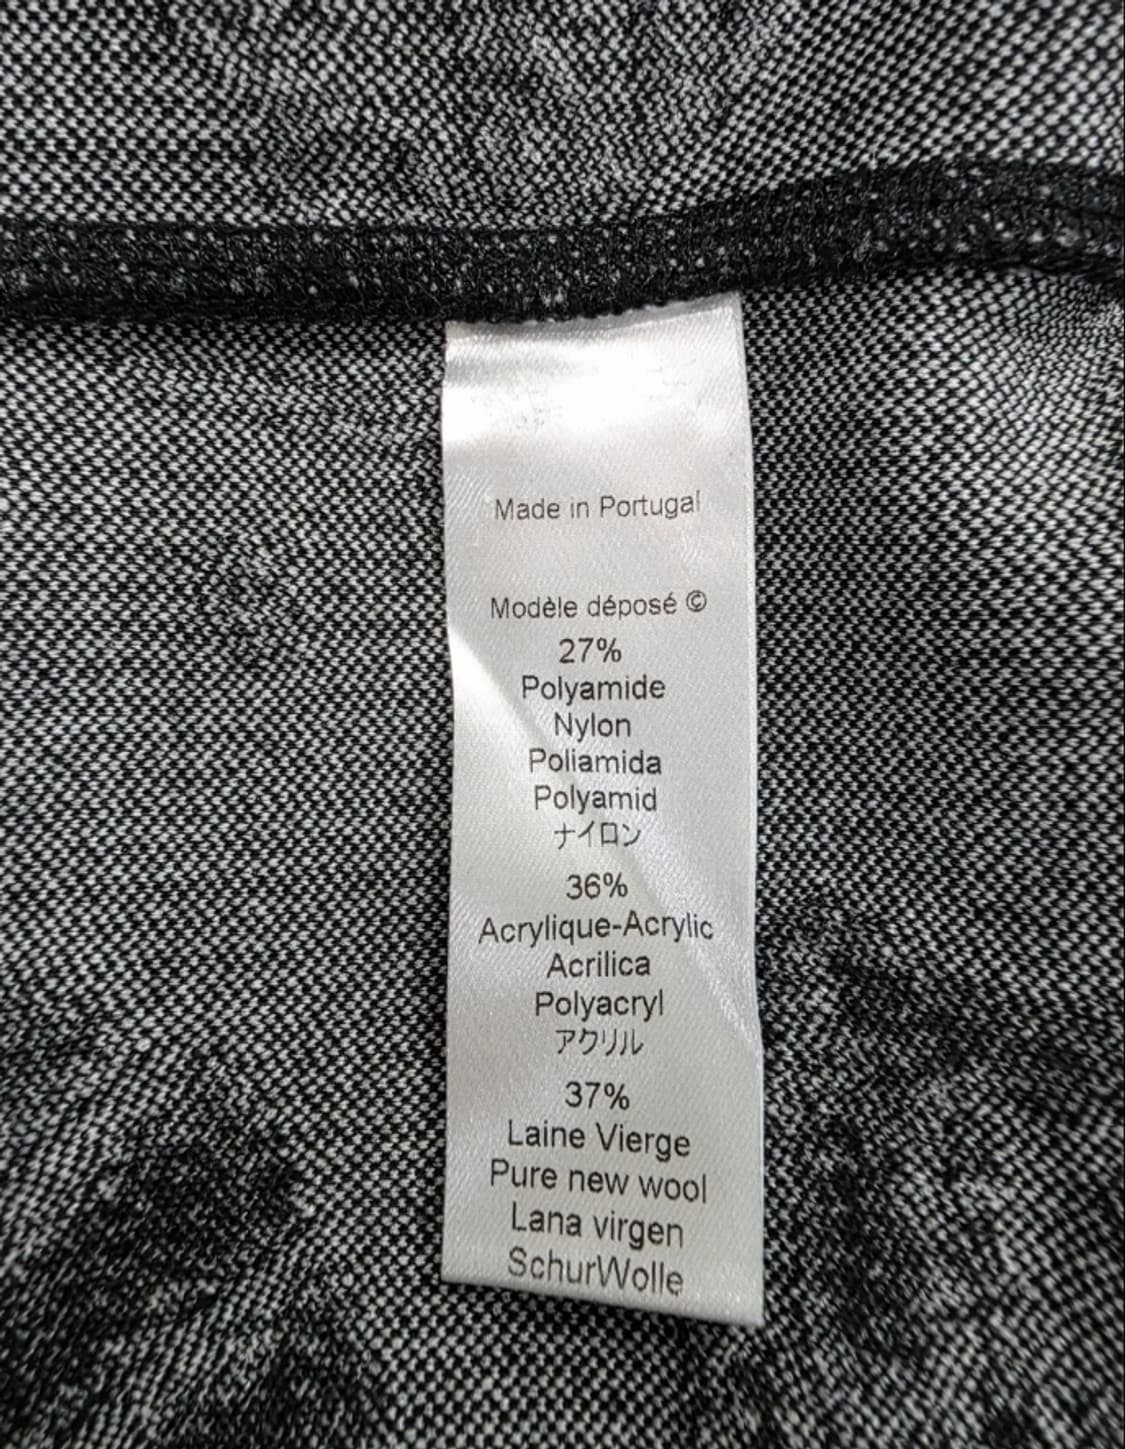 Made in Portugal
Modèle déposé ©
27%
Polyamide
Nylon
Poliamida
Polyamid
ナイロン
36%
Acrylique-Acrylic
Acrilica
Polyacryl
アクリル
37%
Laine Vierge
Pure new wool
Lana virgen
SchurWolle